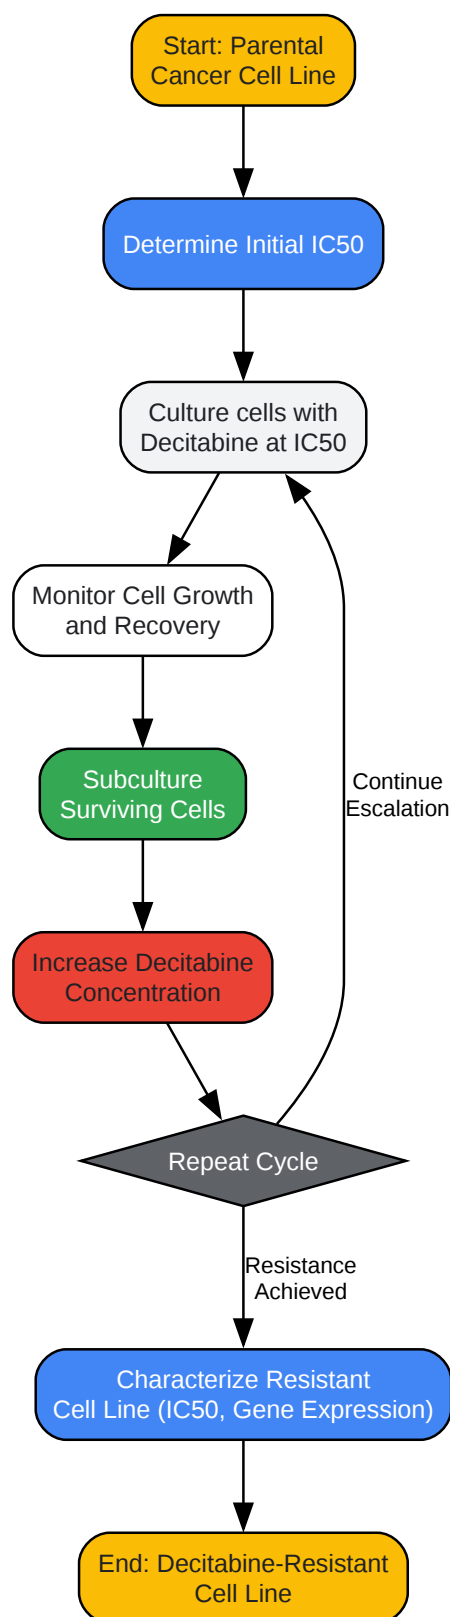 Start: Parental
Cancer Cell Line
Determine Initial IC50
Culture cells with
Decitabine at IC50
Monitor Cell Growth
and Recovery
Subculture
Surviving Cells
Continue
Escalation
Increase Decitabine
Concentration
Repeat Cycle
Resistance
Achieved
Characterize Resistant
Cell Line (IC50, Gene Expression)
End: Decitabine-Resistant
Cell Line